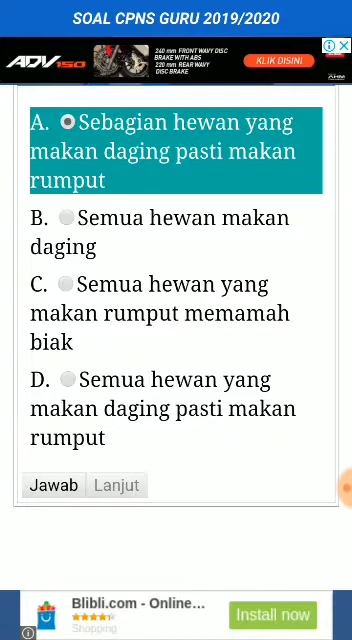 SOAL CPNS GURU 2019/2020
ADV150
240 mm FRONT WAVY DISC
BRAKE WITH ABS
220 mm REAR WAVY
DISC BRAKE
KLIK DISINI
A. Sebagian hewan yang
makan daging pasti makan
rumput
B. Semua hewan makan
daging
C. Semua hewan yang
makan rumput memamah
biak
D. Semua hewan yang
makan daging pasti makan
rumput
Jawab Lanjut
Blibli.com - Online...
Shopping
Install now